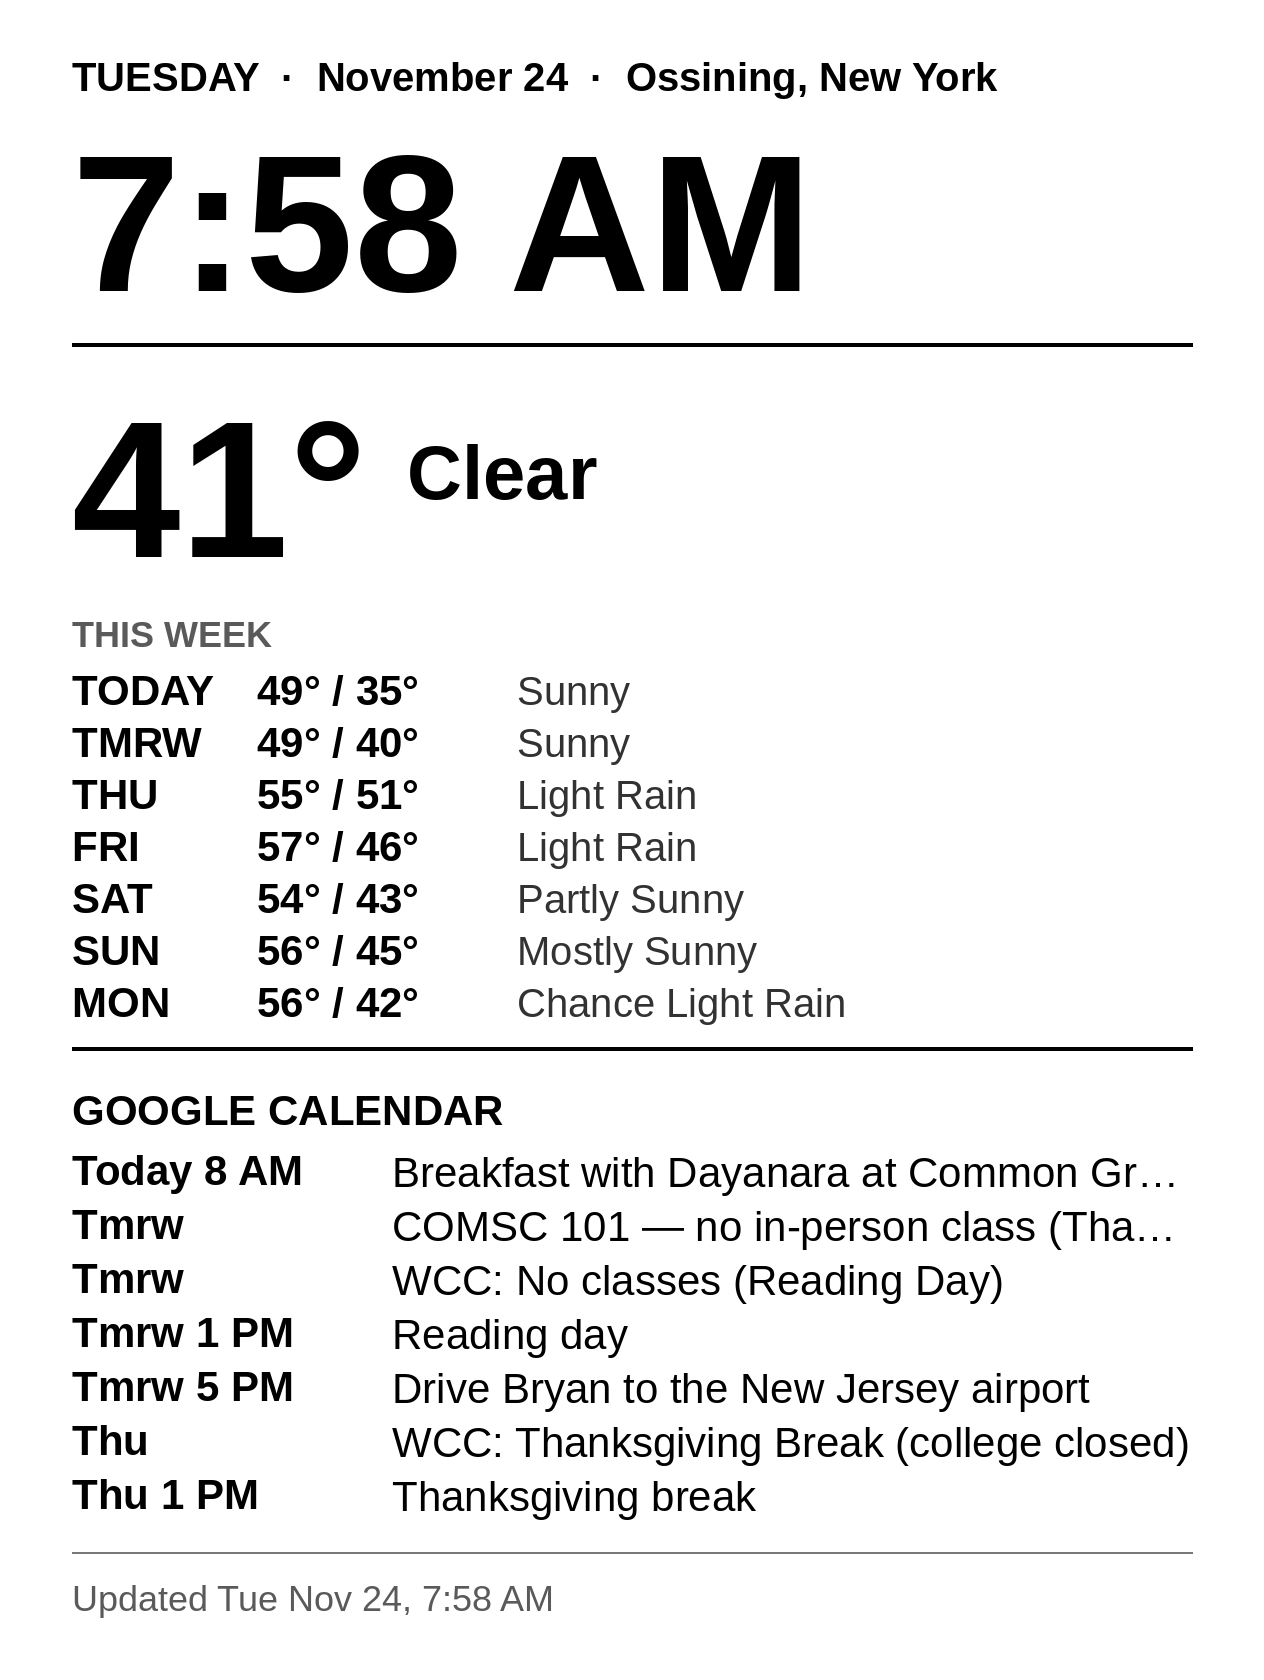 TUESDAY · November 24 · Ossining, New York
7:58 AM
41° Clear
THIS WEEK
TODAY 49° / 35° Sunny
TMRW 49° / 40° Sunny
THU 55° / 51° Light Rain
FRI 57° / 46° Light Rain
SAT 54° / 43° Partly Sunny
SUN 56° / 45° Mostly Sunny
MON 56° / 42° Chance Light Rain
GOOGLE CALENDAR
Today 8 AM Breakfast with Dayanara at Common Gr…
Tmrw COMSC 101 — no in-person class (Tha…
Tmrw WCC: No classes (Reading Day)
Tmrw 1 PM Reading day
Tmrw 5 PM Drive Bryan to the New Jersey airport
Thu WCC: Thanksgiving Break (college closed)
Thu 1 PM Thanksgiving break
Updated Tue Nov 24, 7:58 AM